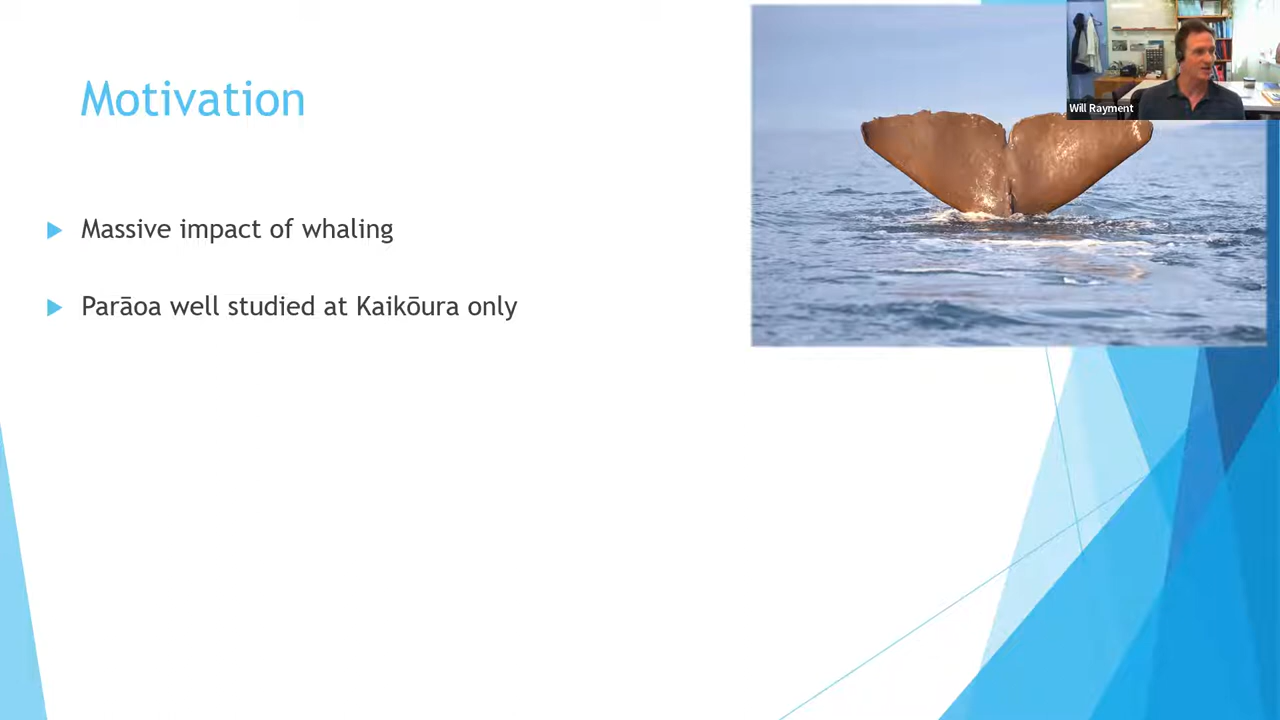 Motivation
Massive impact of whaling
Parāoa well studied at Kaikōura only
Will Rayment